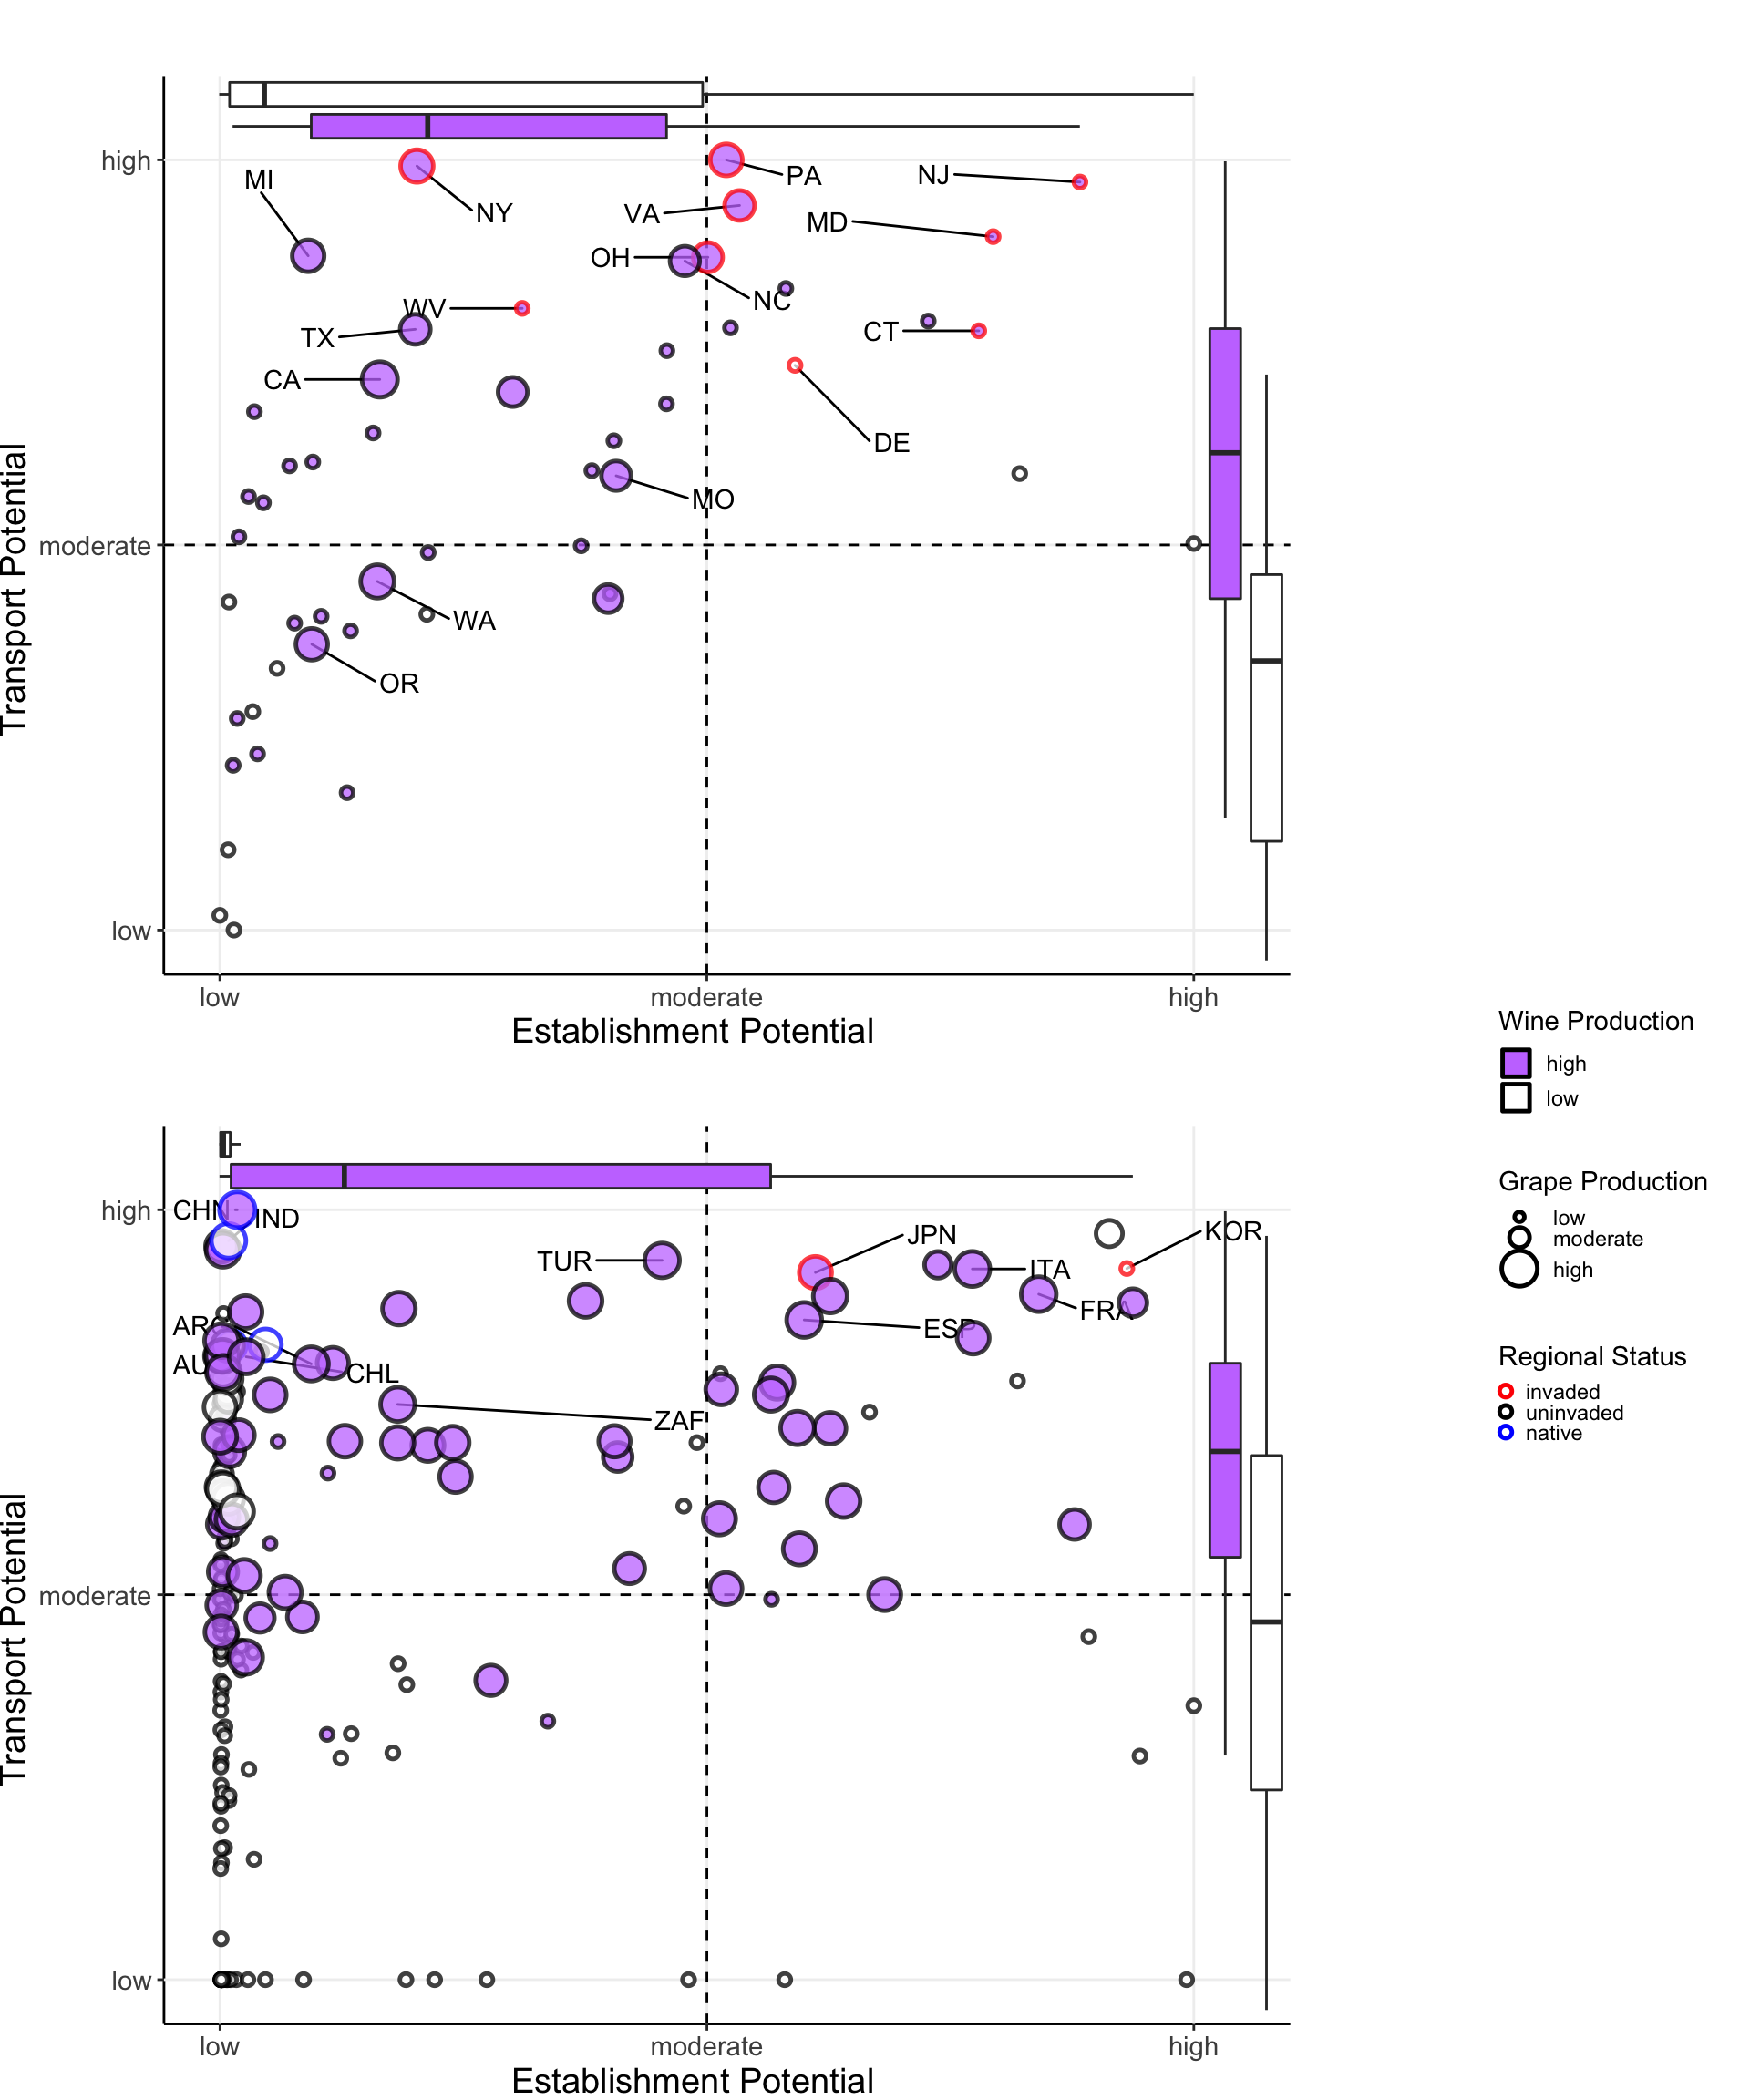 high
moderate
low
Transport Potential
MI
NY
PA
NJ
VA
MD
OH
NC
WV
TX
CT
CA
DE
MO
WA
OR
low
moderate
high
Establishment Potential
Wine Production
high
low
Grape Production
low
moderate
high
Regional Status
invaded
uninvaded
native
high
moderate
low
Transport Potential
CHN
IND
TUR
JPN
KOR
ITA
FRA
ESP
ARG
AU
CHL
ZAF
low
moderate
high
Establishment Potential